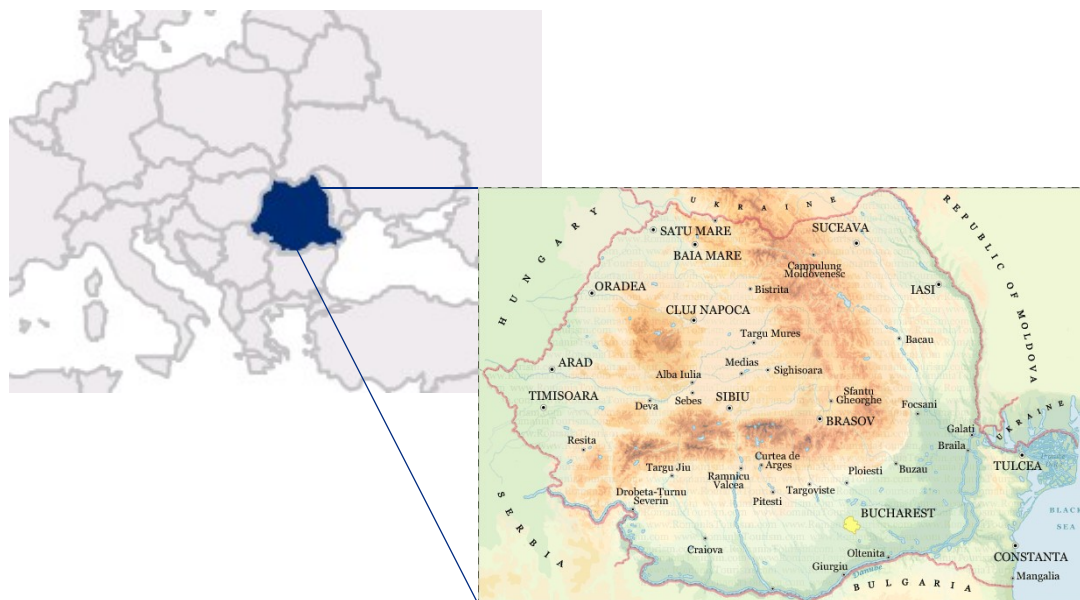 UKRAINE
HUNGARY
REPUBLIC OF MOLDOVA
SATU MARE
SUCEAVA
BAIA MARE
Campulung
Moldovenesc
ORADEA
Bistrita
IASI
CLUJ NAPOCA
Targu Mures
Bacau
ARAD
Medias
Sighisoara
Alba Iulia
TIMISOARA
Deva
Sebes
SIBIU
Sfantu
Gheorghe
Focsani
UKRAINE
BRASOV
Galati
Resita
Braila
Curtea de
Arges
TULCEA
Targu Jiu
Ramnicu
Valcea
Ploiesti
Buzau
Drobeta-Turnu
Severin
Pitesti
Targoviste
SERBIA
BUCHAREST
BLACK
SEA
Craiova
Oltenita
CONSTANTA
Giurgiu
Danube
Mangalia
BULGARIA